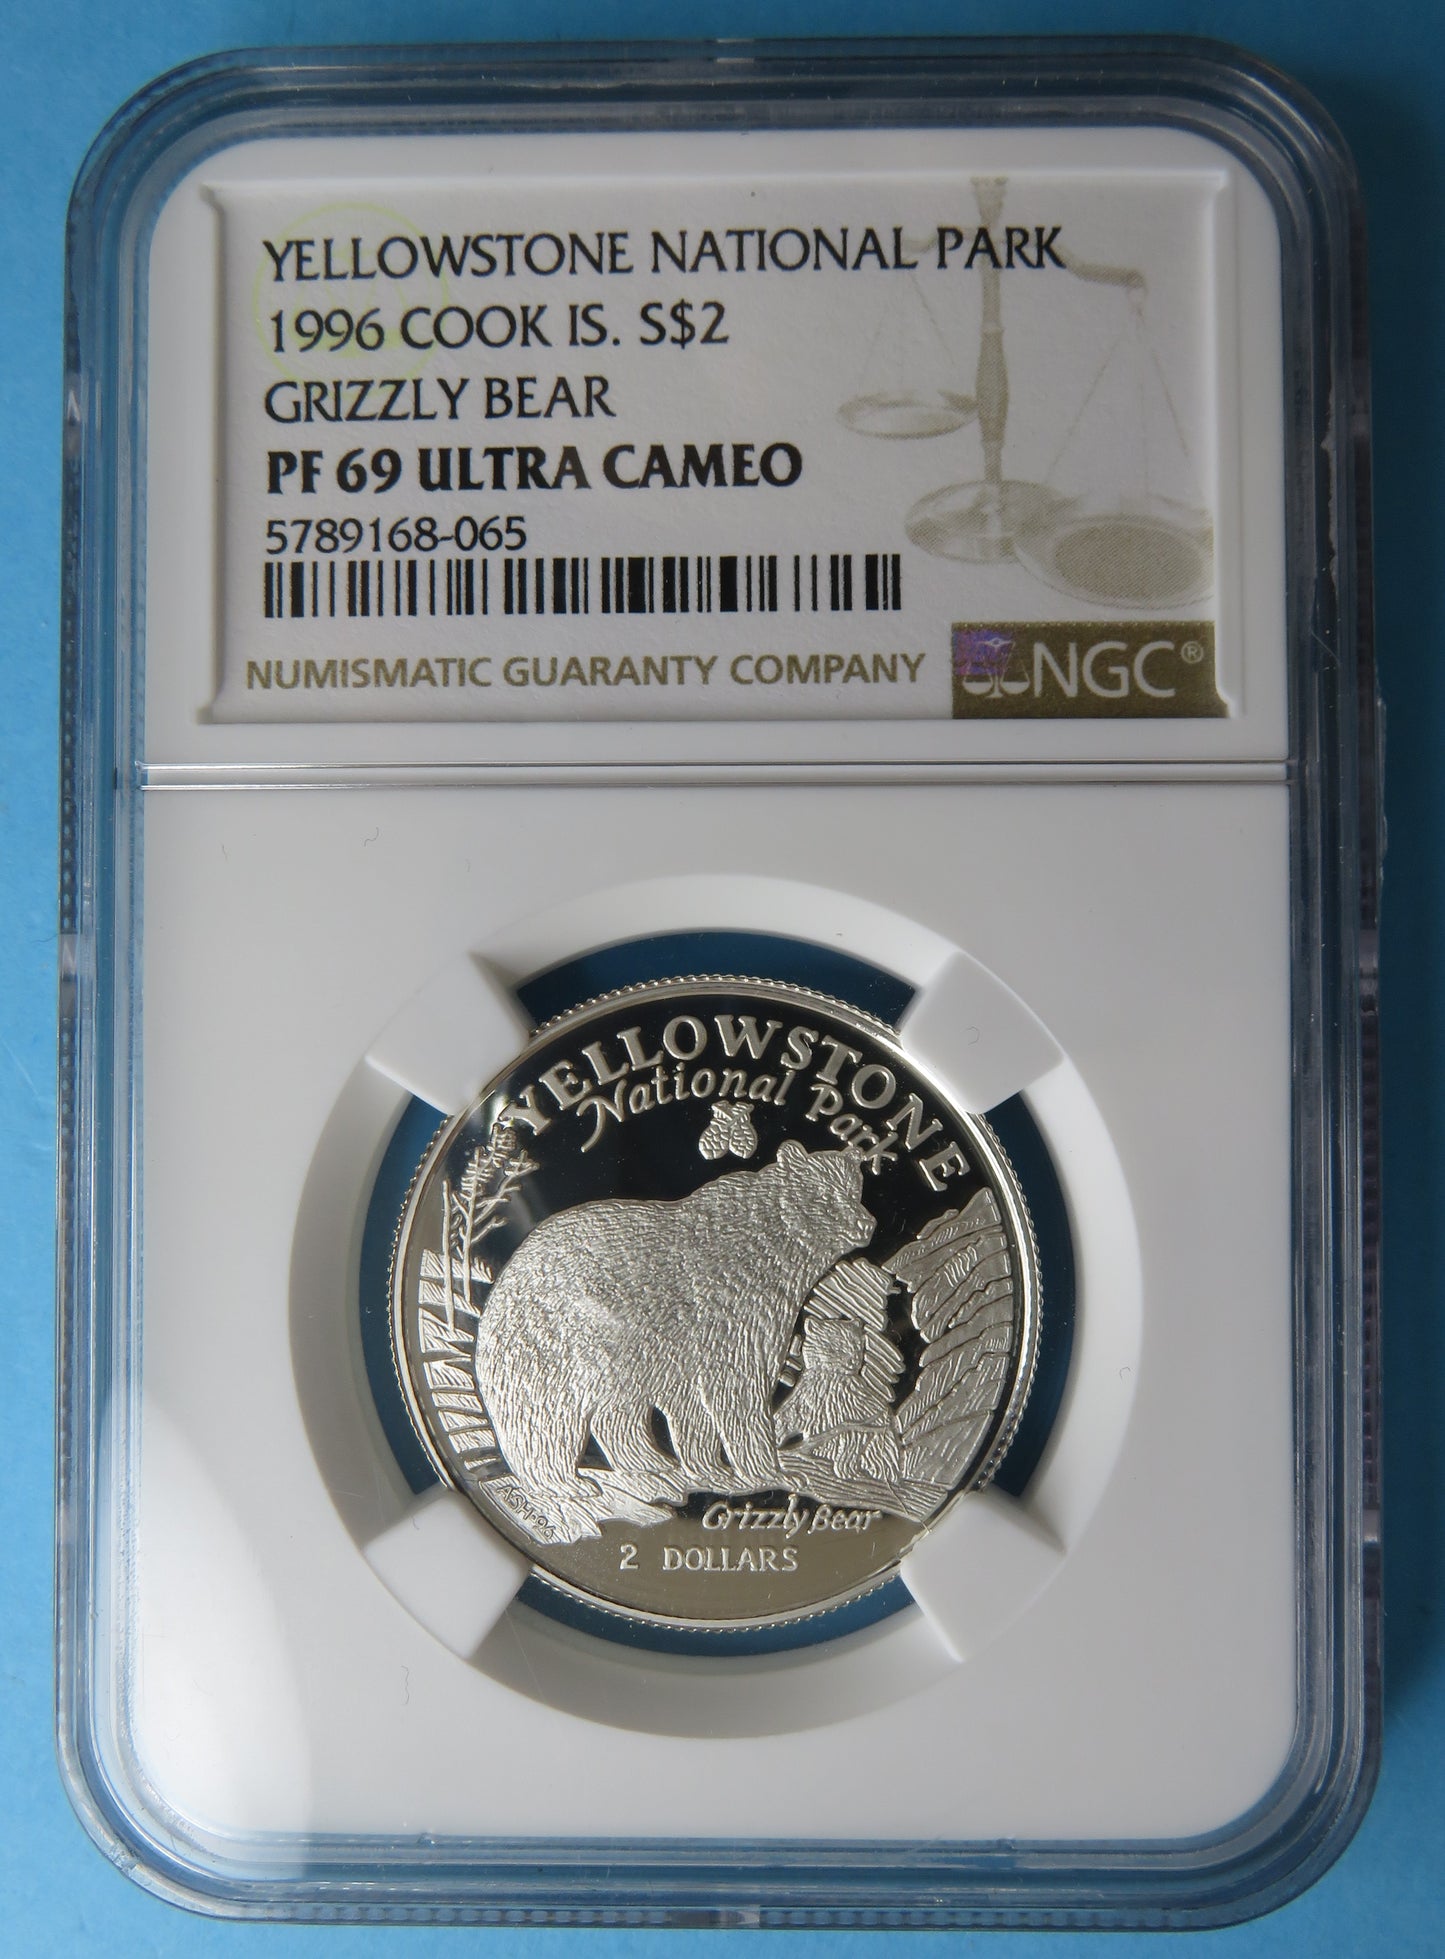 YELLOWSTONE NATIONAL PARK
1996 COOK IS. S$2
GRIZZLY BEAR
PF 69 ULTRA CAMEO
5789168-065
NUMISMATIC GUARANTY COMPANY
NGC®
YELLOWSTONE
National Park
ASH-96
Grizzly Bear
2 DOLLARS